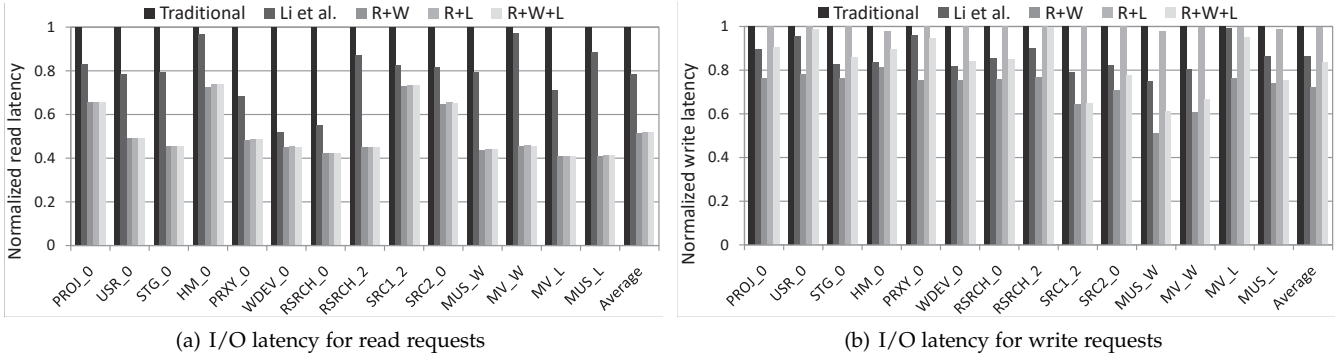 Traditional Li et al. R+W R+L R+W+L
Normalized read latency
1
0.8
0.6
0.4
0.2
0
PROJ_0 USR_0 STG_0 HM_0 PRXY_0 WDEV_0 RSRCH_0 RSRCH_2 SRC1_2 SRC2_0 MUS_W MV_W MV_L MUS_L Average
(a) I/O latency for read requests
Traditional Li et al. R+W R+L R+W+L
Normalized write latency
1
0.8
0.6
0.4
0.2
0
PROJ_0 USR_0 STG_0 HM_0 PRXY_0 WDEV_0 RSRCH_0 RSRCH_2 SRC1_2 SRC2_0 MUS_W MV_W MV_L MUS_L Average
(b) I/O latency for write requests